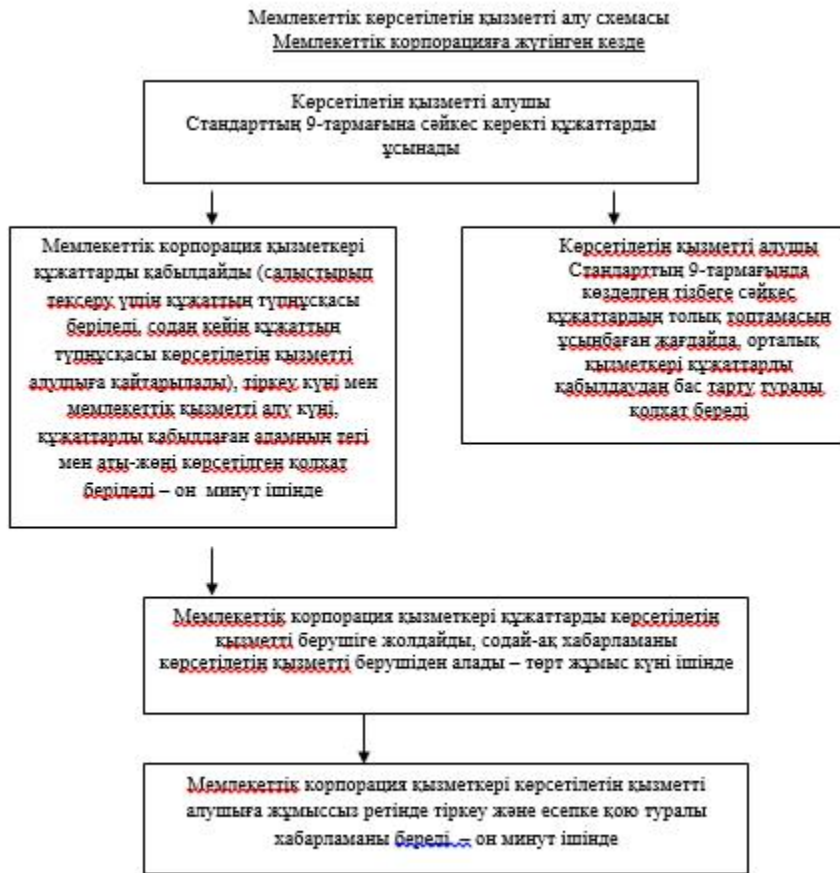 Мемлекеттік көрсетілетін қызметті алу схемасы
Мемлекеттік корпорацияға жүгінген кезде
Көрсетілетін қызметті алушы
Стандарттың 9-тармағына сәйкес керекті құжаттарды
ұсынады
Мемлекеттік корпорация қызметкері
құжаттарды қабылдайды (салыстырып
тексеру үшін құжаттың түпнұсқасы
беріледі, содан кейін құжаттың
түпнұсқасы көрсетілетін қызметті
алушыға қайтарылады), тіркеу күні мен
мемлекеттік қызметті алу күні,
құжаттарды қабылдаған адамның тегі
мен аты-жөні көрсетілген қолхат
беріледі – он минут ішінде
Көрсетілетін қызметті алушы
Стандарттың 9-тармағында
көзделген тізбеге сәйкес
құжаттардың толық топтамасын
ұсынбаған жағдайда, орталық
қызметкері құжаттарды
қабылдаудан бас тарту туралы
қолхат береді
Мемлекеттік корпорация қызметкері құжаттарды көрсетілетін
қызметті берушіге жолдайды, содай-ақ хабарламаны
көрсетілетін қызметті берушіден алады – төрт жұмыс күні ішінде
Мемлекеттік корпорация қызметкері көрсетілетін қызметті
алушыға жұмыссыз ретінде тіркеу және есепке қою туралы
хабарламаны береді – он минут ішінде